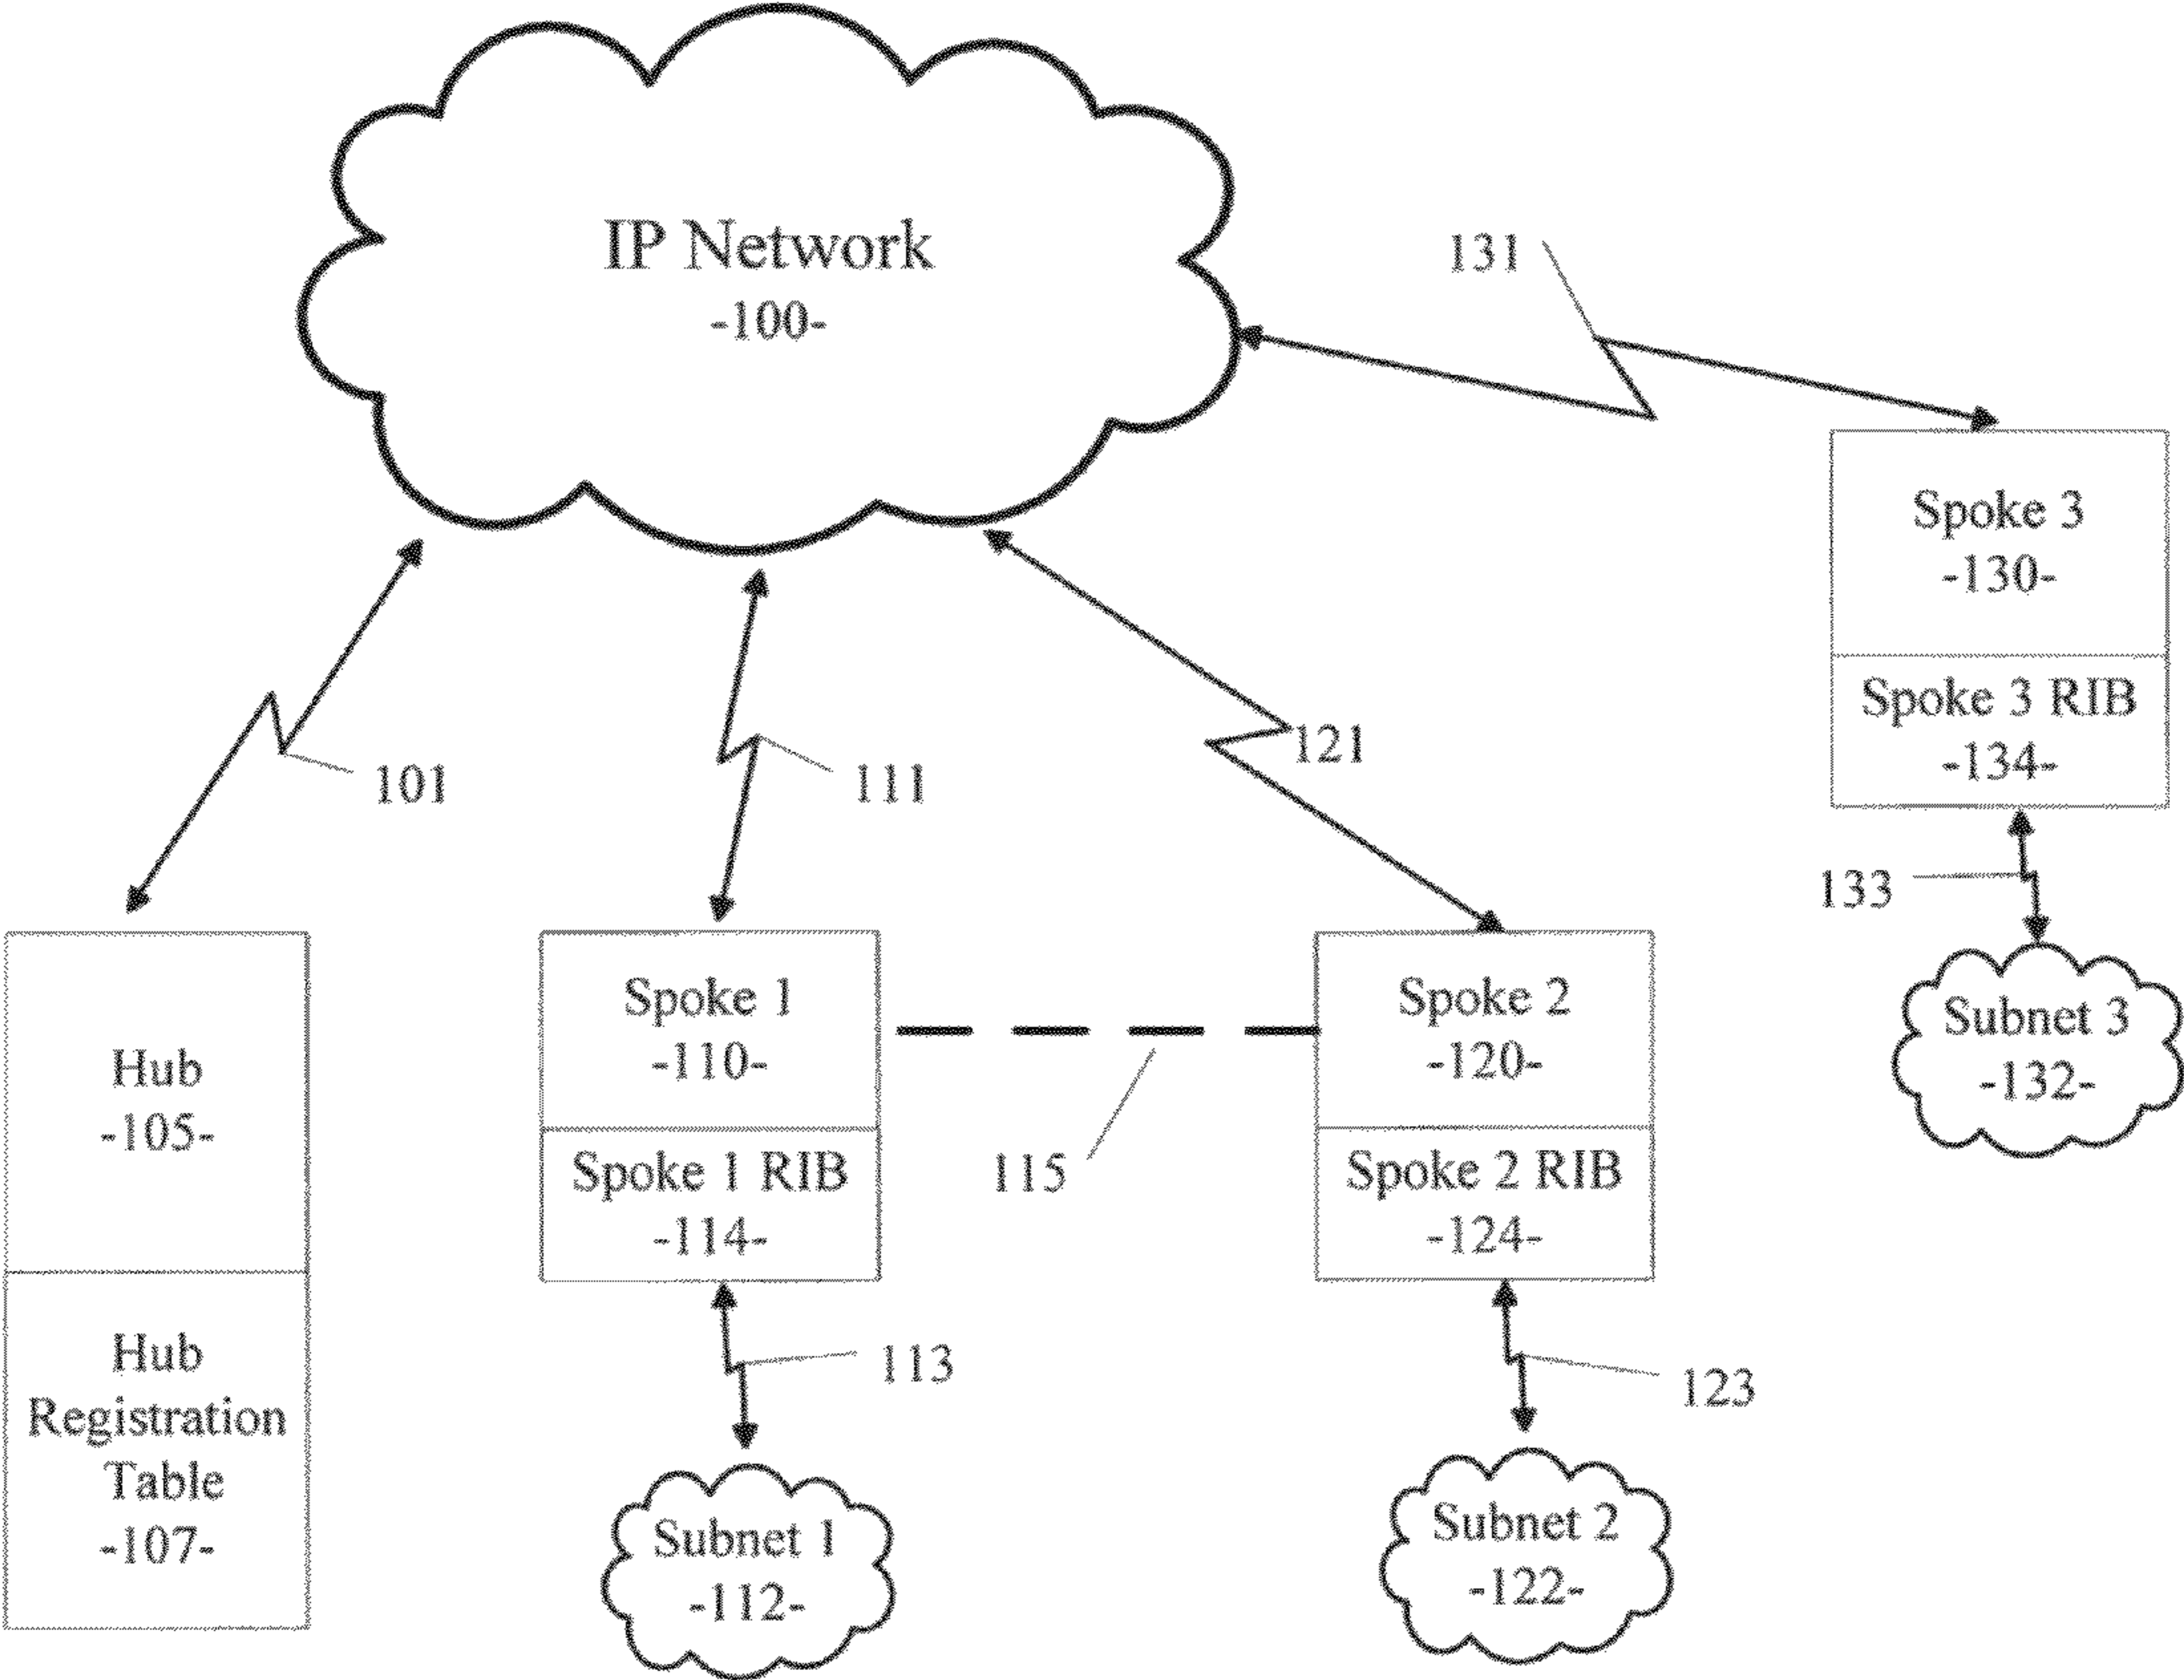 IP Network
-100-
131
Spoke 3
-130-
Spoke 3 RIB
-134-
133
Subnet 3
-132-
101
111
121
Hub
-105-
Hub
Registration
Table
-107-
Spoke 1
-110-
Spoke 1 RIB
-114-
115
Spoke 2
-120-
Spoke 2 RIB
-124-
113
123
Subnet 1
-112-
Subnet 2
-122-